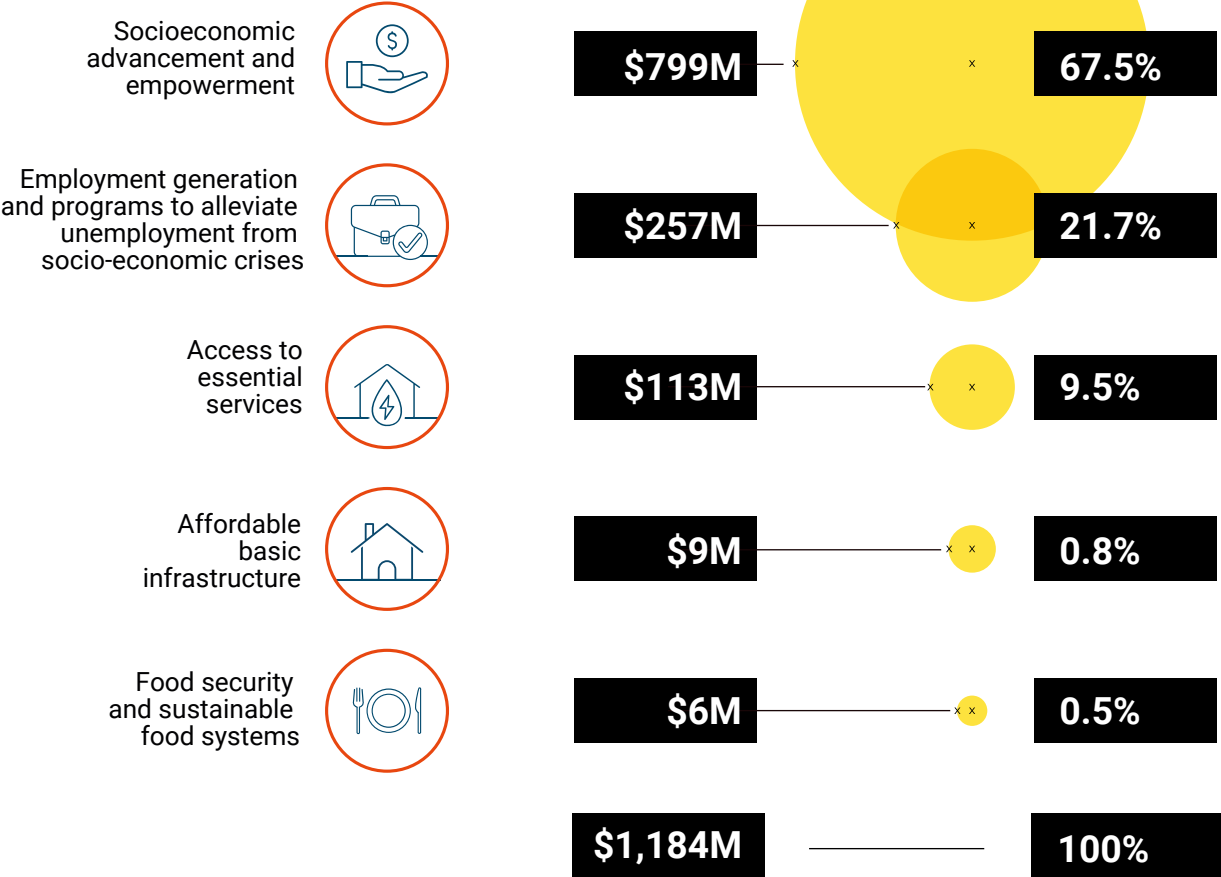 Socioeconomic
advancement and
empowerment
$
$799M
x
x
67.5%
Employment generation
and programs to alleviate
unemployment from
socio-economic crises
$257M
x
x
21.7%
Access to
essential
services
$113M
x
x
9.5%
Affordable
basic
infrastructure
$9M
x
x
0.8%
Food security
and sustainable
food systems
$6M
x
x
0.5%
$1,184M
100%